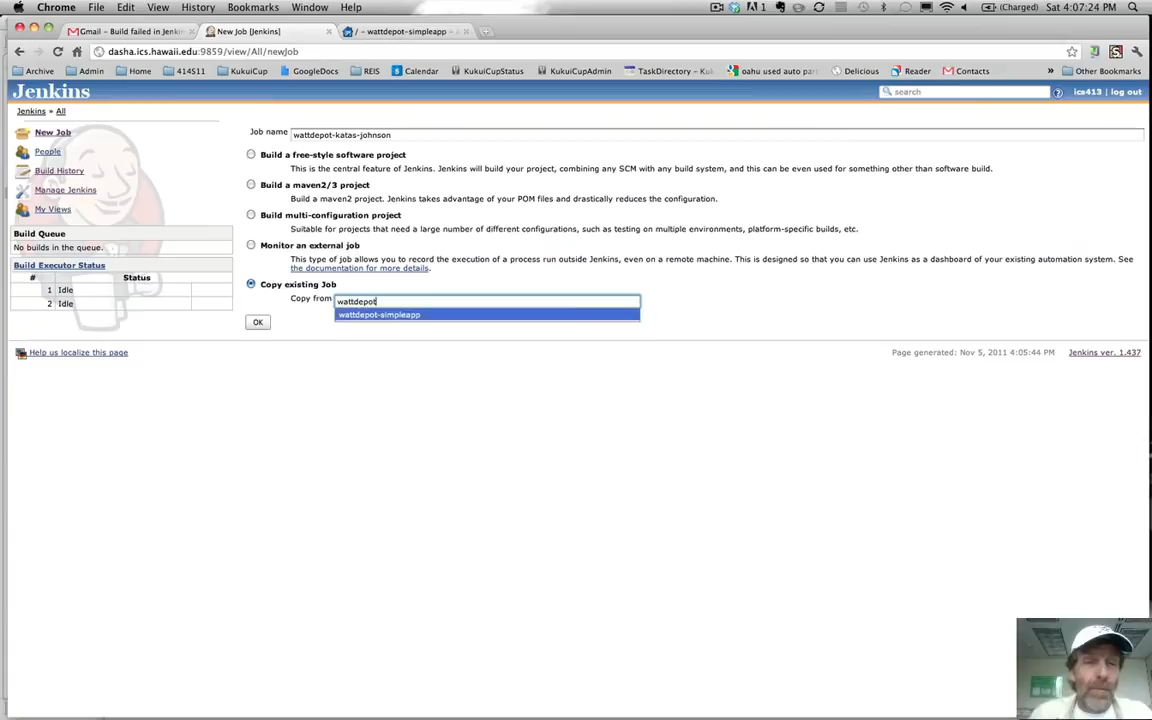 Chrome File Edit View History Bookmarks Window Help (Charged) Sat 4:07:24 PM
Gmail – Build failed in Jenkin New Job [Jenkins] / – wattdepot-simpleapp –
dasha.ics.hawaii.edu:9859/view/All/newJob
Archive Admin Home 414S11 KukuiCup GoogleDocs REIS Calendar KukuiCupStatus KukuiCupAdmin TaskDirectory – Kuk oahu used auto part Delicious Reader Contacts » Other Bookmarks
Jenkins search ics413 | log out
Jenkins » All
New Job
People
Build History
Manage Jenkins
My Views
Build Queue
No builds in the queue.
Build Executor Status
# Status
1 Idle
2 Idle
Job name wattdepot-katas-johnson
Build a free-style software project
This is the central feature of Jenkins. Jenkins will build your project, combining any SCM with any build system, and this can be even used for something other than software build.
Build a maven2/3 project
Build a maven2 project. Jenkins takes advantage of your POM files and drastically reduces the configuration.
Build multi-configuration project
Suitable for projects that need a large number of different configurations, such as testing on multiple environments, platform-specific builds, etc.
Monitor an external job
This type of job allows you to record the execution of a process run outside Jenkins, even on a remote machine. This is designed so that you can use Jenkins as a dashboard of your existing automation system. See
the documentation for more details.
Copy existing Job
Copy from wattdepot
wattdepot-simpleapp
OK
Help us localize this page Page generated: Nov 5, 2011 4:05:44 PM Jenkins ver. 1.437